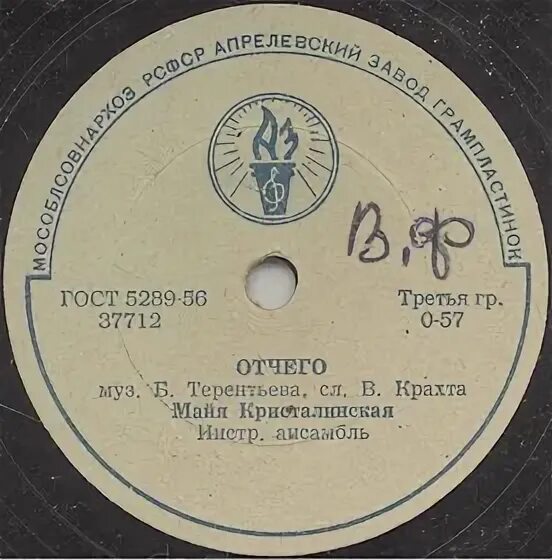 МОСОБЛСОВНАРХОЗ РСФСР АПРЕЛЕВСКИЙ ЗАВОД ГРАМПЛАСТИНОК
АЗ
В, ф
ГОСТ 5289-56
37712
Третья гр.
0-57
ОТЧЕГО
муз. Б. Терентьева, сл. В. Крахта
Майя Кристалинская
Инстр. ансамбль